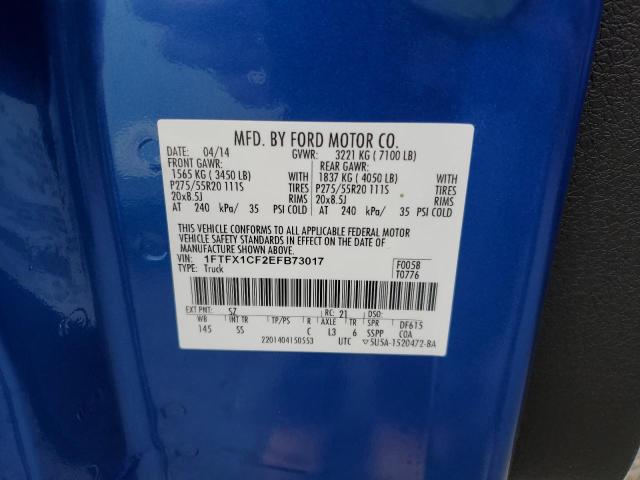 MFD. BY FORD MOTOR CO.
DATE: 04/14 GVWR: 3221 KG ( 7100 LB)
FRONT GAWR: REAR GAWR:
1565 KG ( 3450 LB) WITH 1837 KG ( 4050 LB) WITH
P275/55R20 111S TIRES P275/55R20 111S TIRES
20x8.5J RIMS 20x8.5J RIMS
AT 240 kPa/ 35 PSI COLD AT 240 kPa/ 35 PSI COLD
THIS VEHICLE CONFORMS TO ALL APPLICABLE FEDERAL MOTOR
VEHICLE SAFETY STANDARDS IN EFFECT ON THE DATE OF
MANUFACTURE SHOWN ABOVE.
VIN: 1FTFX1CF2EFB73017 F0058
TYPE: Truck T0776
EXT PNT: SZ RC: 21 DSO:
WB INT TR TP/PS R AXLE TR SPR DF615
145 SS C L3 6 SSPP COA
2201404150553 UTC 5U5A-1520472-BA